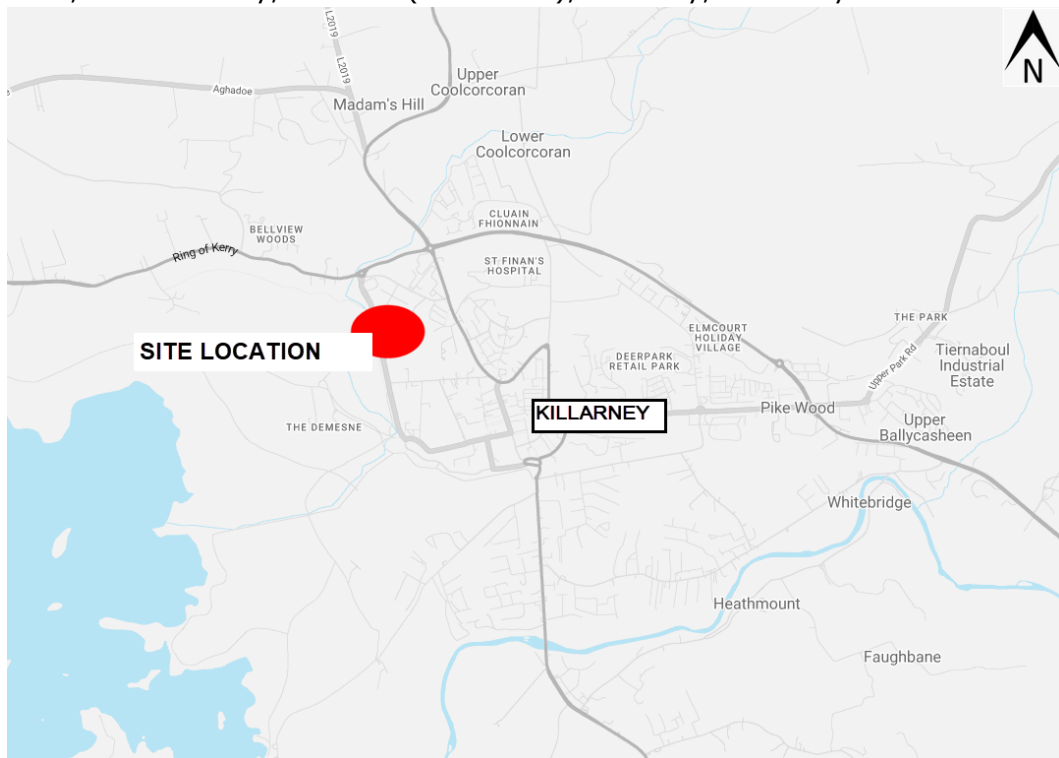 N
L2019
L2019
Aghadoe
Upper
Coolcorcoran
Madam's Hill
Lower
Coolcorcoran
CLUAIN
FHIONNAIN
BELLVIEW
WOODS
Ring of Kerry
ST FINAN'S
HOSPITAL
THE PARK
ELMCOURT
HOLIDAY
VILLAGE
SITE LOCATION
DEERPARK
RETAIL PARK
Tiernaboul
Industrial
Estate
Upper Park Rd
KILLARNEY
Pike Wood
Upper
Ballycasheen
THE DEMESNE
Whitebridge
Heathmount
Faughbane